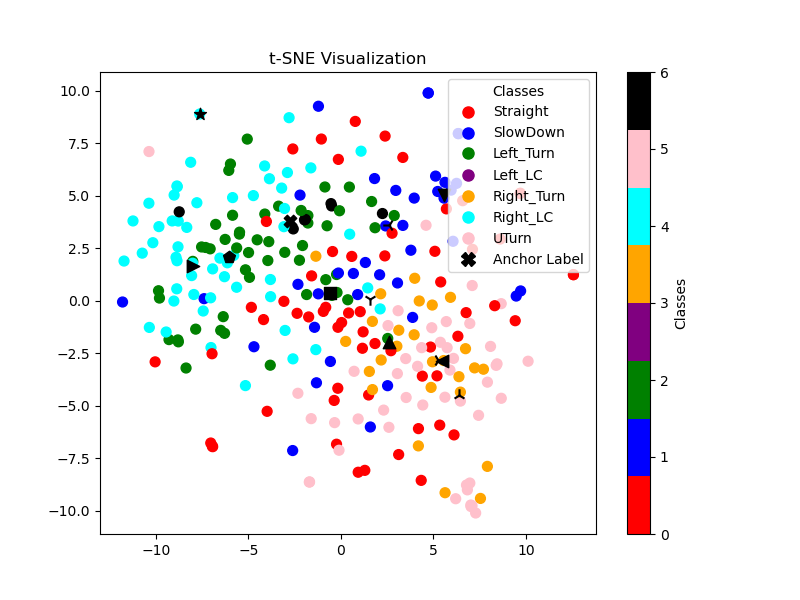 t-SNE Visualization
10.0
7.5
5.0
2.5
0.0
−2.5
−5.0
−7.5
−10.0
−10
−5
0
5
10
Classes
Straight
SlowDown
Left_Turn
Left_LC
Right_Turn
Right_LC
UTurn
Anchor Label
6
5
4
3
2
1
0
Classes